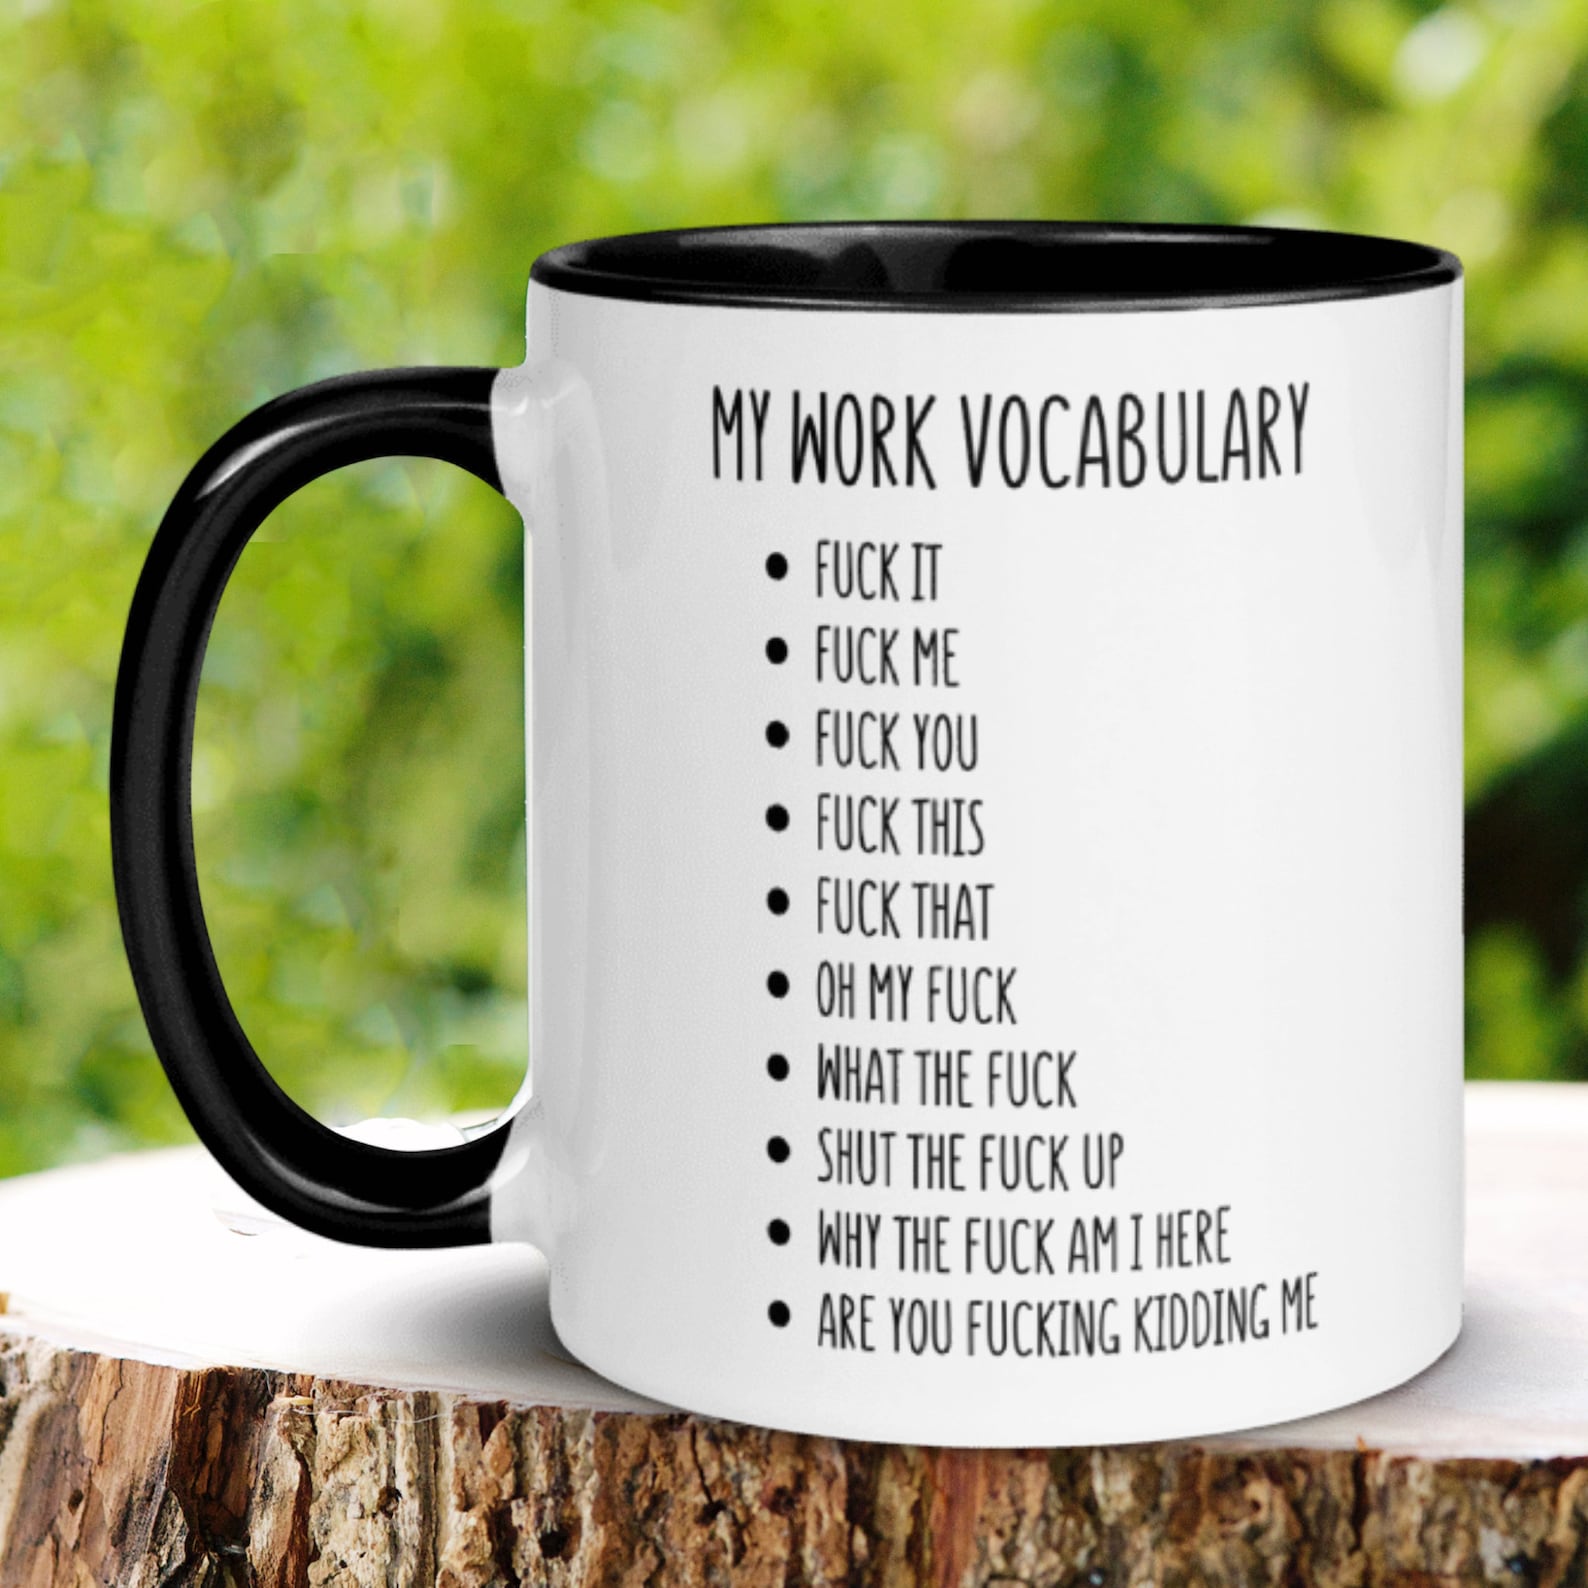 MY WORK VOCABULARY
• FUCK IT
• FUCK ME
• FUCK YOU
• FUCK THIS
• FUCK THAT
• OH MY FUCK
• WHAT THE FUCK
• SHUT THE FUCK UP
• WHY THE FUCK AM I HERE
• ARE YOU FUCKING KIDDING ME